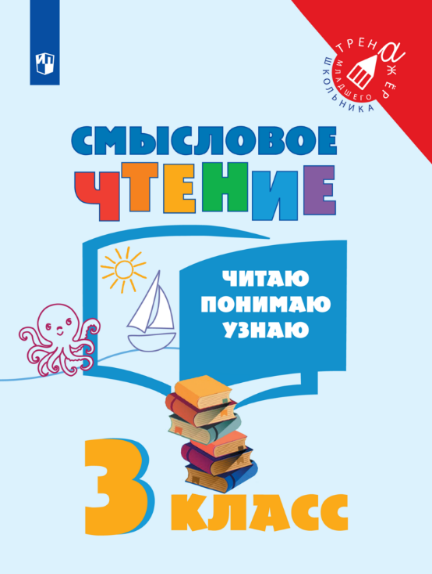 ТРЕНаЖЁР
МЛАДШЕГО
ШКОЛЬНИКА
СМЫСЛОВОЕ
ЧТЕНИЕ
ЧИТАЮ
ПОНИМАЮ
УЗНАЮ
3 КЛАСС